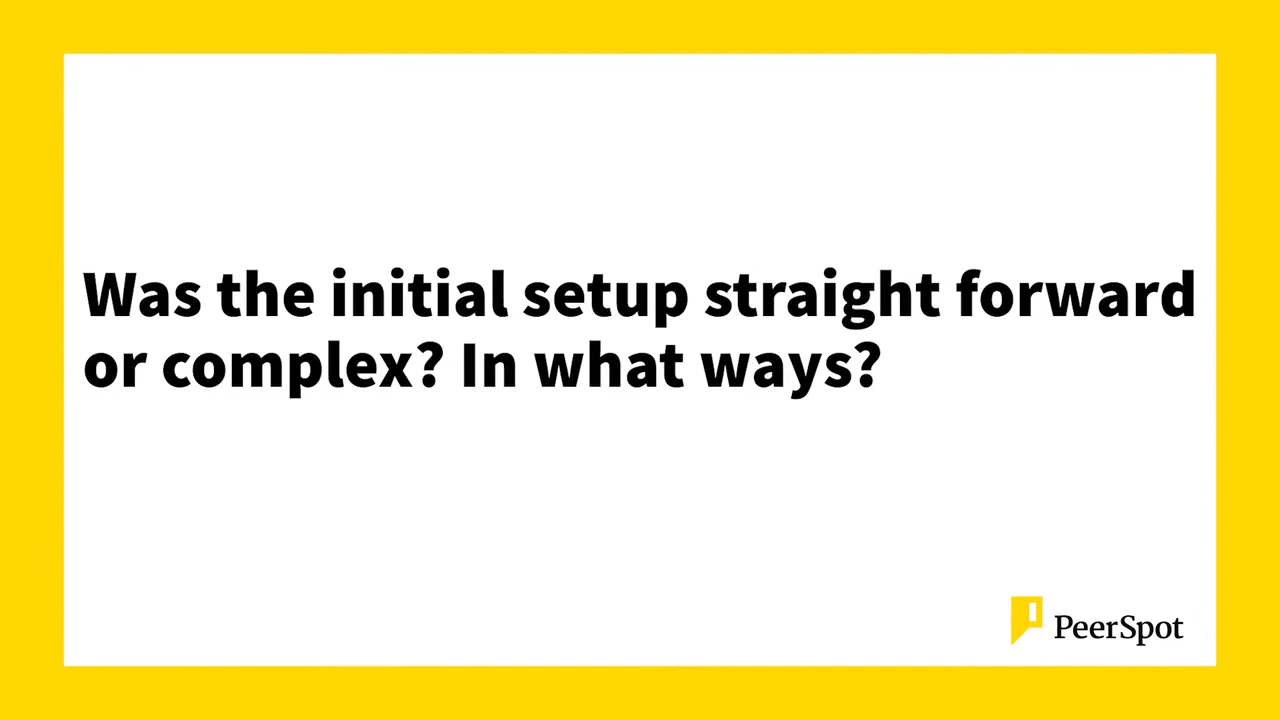 Was the initial setup straight forward
or complex? In what ways?
PeerSpot